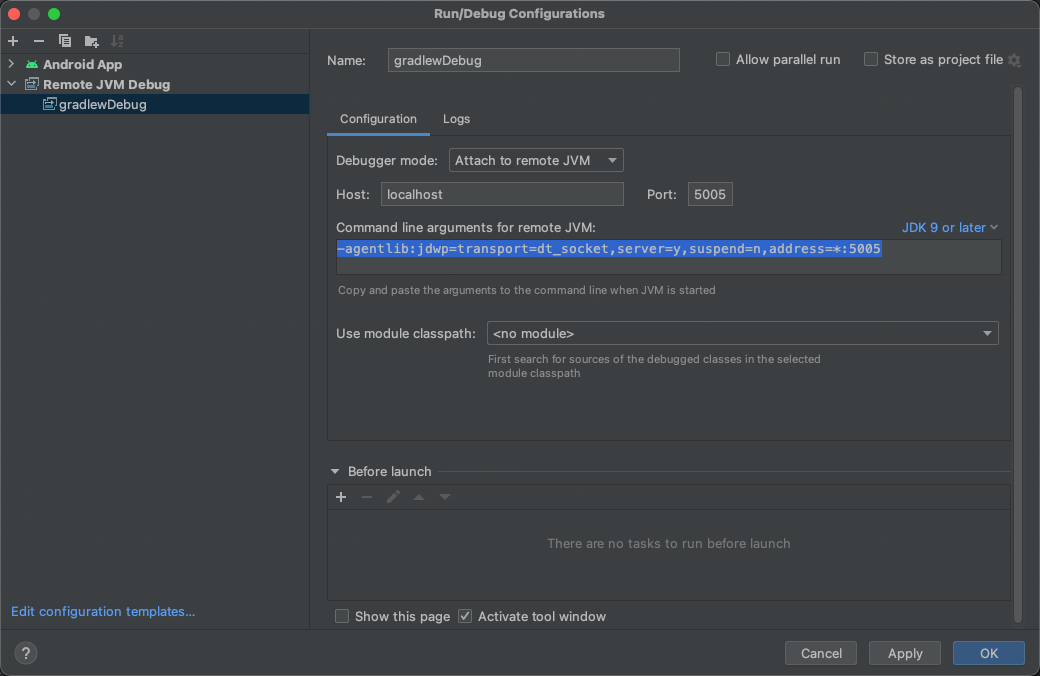 Run/Debug Configurations
Android App
Remote JVM Debug
gradlewDebug
Edit configuration templates...
Name: gradlewDebug Allow parallel run Store as project file
Configuration Logs
Debugger mode: Attach to remote JVM
Host: localhost Port: 5005
Command line arguments for remote JVM: JDK 9 or later
-agentlib:jdwp=transport=dt_socket,server=y,suspend=n,address=*:5005
Copy and paste the arguments to the command line when JVM is started
Use module classpath: <no module>
First search for sources of the debugged classes in the selected
module classpath
Before launch
There are no tasks to run before launch
Show this page Activate tool window
? Cancel Apply OK